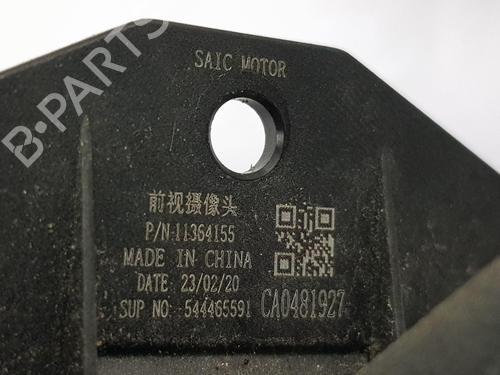 B-PARTS
SAIC MOTOR
前视摄像头
P/N:11364155
MADE IN CHINA
DATE: 23/02/20
SUP NO: 544465591
CA0481927